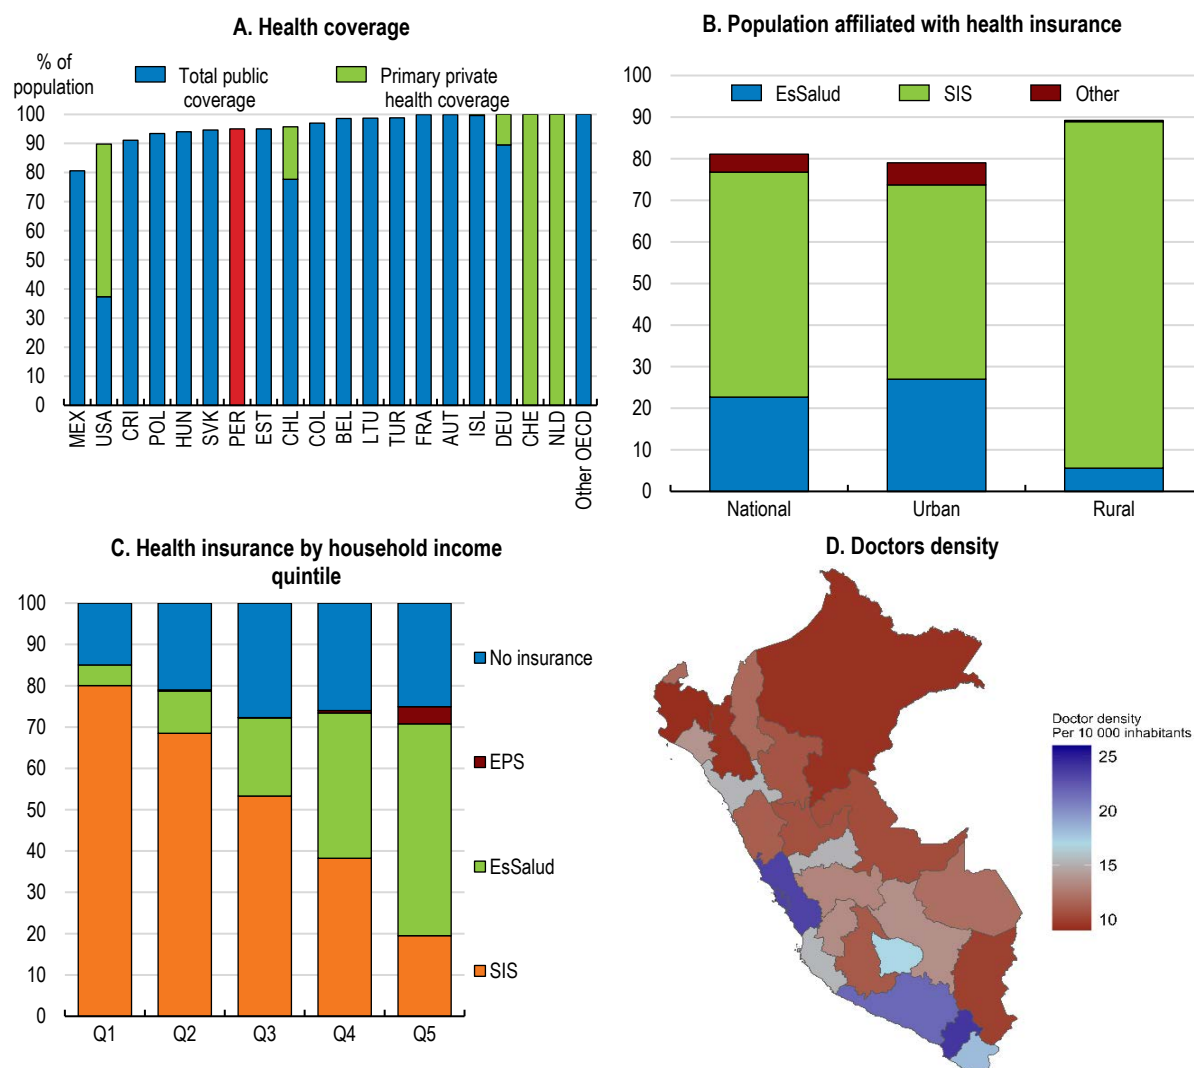 A. Health coverage
% of
population
Total public
coverage
Primary private
health coverage
100
90
80
70
60
50
40
30
20
10
0
MEX
USA
CRI
POL
HUN
SVK
PER
EST
CHL
COL
BEL
LTU
TUR
FRA
AUT
ISL
DEU
CHE
NLD
Other OECD
B. Population affiliated with health insurance
EsSalud
SIS
Other
100
90
80
70
60
50
40
30
20
10
0
National
Urban
Rural
C. Health insurance by household income
quintile
100
90
80
70
60
50
40
30
20
10
0
Q1
Q2
Q3
Q4
Q5
No insurance
EPS
EsSalud
SIS
D. Doctors density
Doctor density
Per 10 000 inhabitants
25
20
15
10